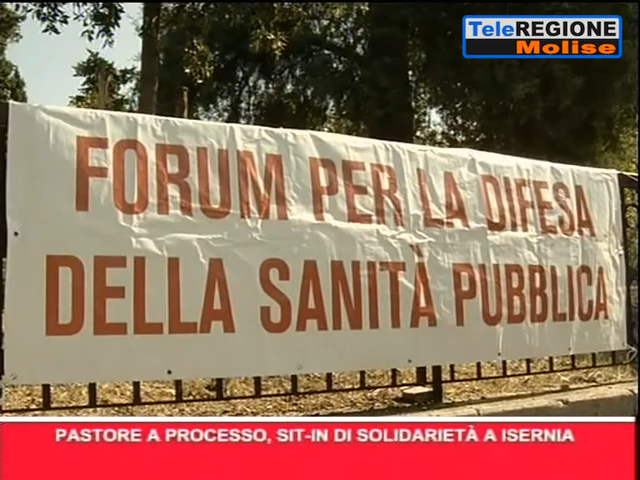 TeleREGIONE
Molise
FORUM PER LA DIFESA
DELLA SANITÀ PUBBLICA
PASTORE A PROCESSO, SIT-IN DI SOLIDARIETÀ A ISERNIA